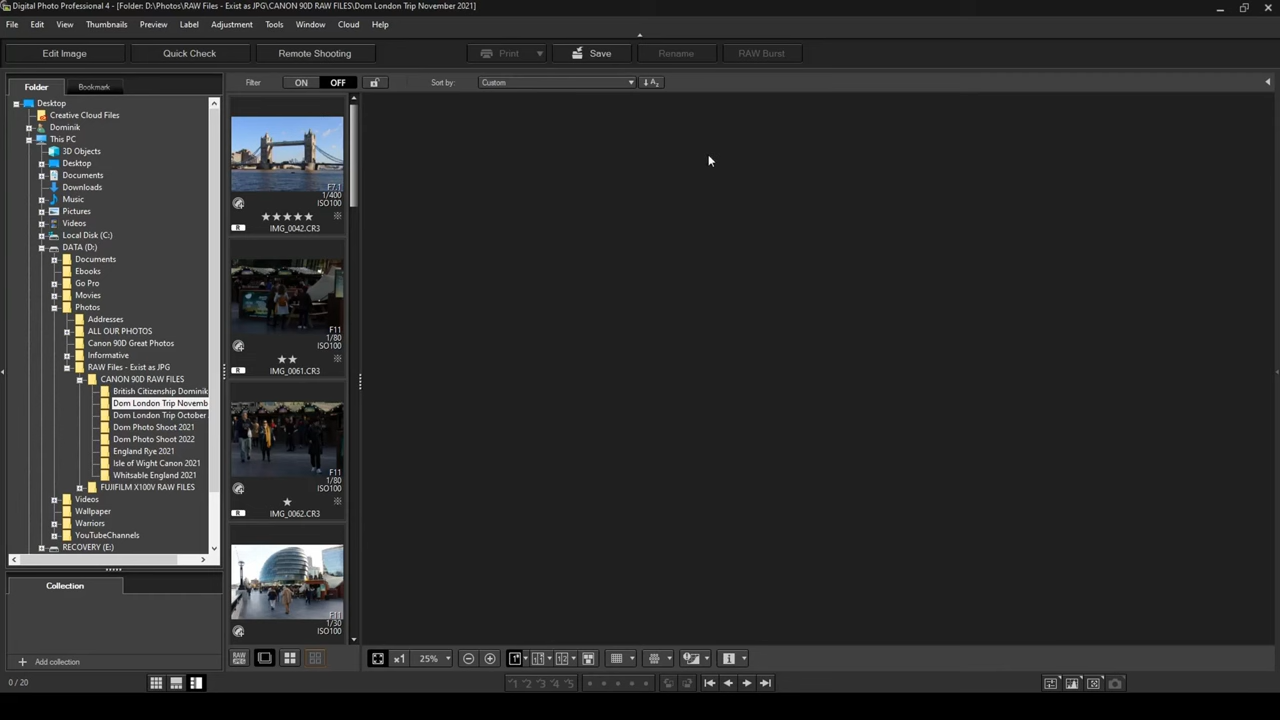 Digital Photo Professional 4 - [Folder: D:\Photos\RAW Files - Exist as JPG\CANON 90D RAW FILES\Dom London Trip November 2021]
File Edit View Thumbnails Preview Label Adjustment Tools Window Cloud Help
Edit Image Quick Check Remote Shooting Print Save Rename RAW Burst
Folder Bookmark Filter ON OFF Sort by: Custom
Desktop
Creative Cloud Files
Dominik
This PC
3D Objects
Desktop
Documents
Downloads
Music
Pictures
Videos
Local Disk (C:)
DATA (D:)
Documents
Ebooks
Go Pro
Movies
Photos
Addresses
ALL OUR PHOTOS
Canon 90D Great Photos
Informative
RAW Files - Exist as JPG
CANON 90D RAW FILES
British Citizenship Dominik
Dom London Trip Novemb
Dom London Trip October
Dom Photo Shoot 2021
Dom Photo Shoot 2022
England Rye 2021
Isle of Wight Canon 2021
Whitsable England 2021
FUJIFILM X100V RAW FILES
Videos
Wallpaper
Warriors
YouTubeChannels
RECOVERY (E:)
F7.1
1/400
ISO100
R
IMG_0042.CR3
F11
1/80
ISO100
R
IMG_0061.CR3
F11
1/80
ISO100
R
IMG_0062.CR3
F11
1/30
ISO100
Collection
Add collection
RAW x1 25%
0 / 20
1 2 3 4 5